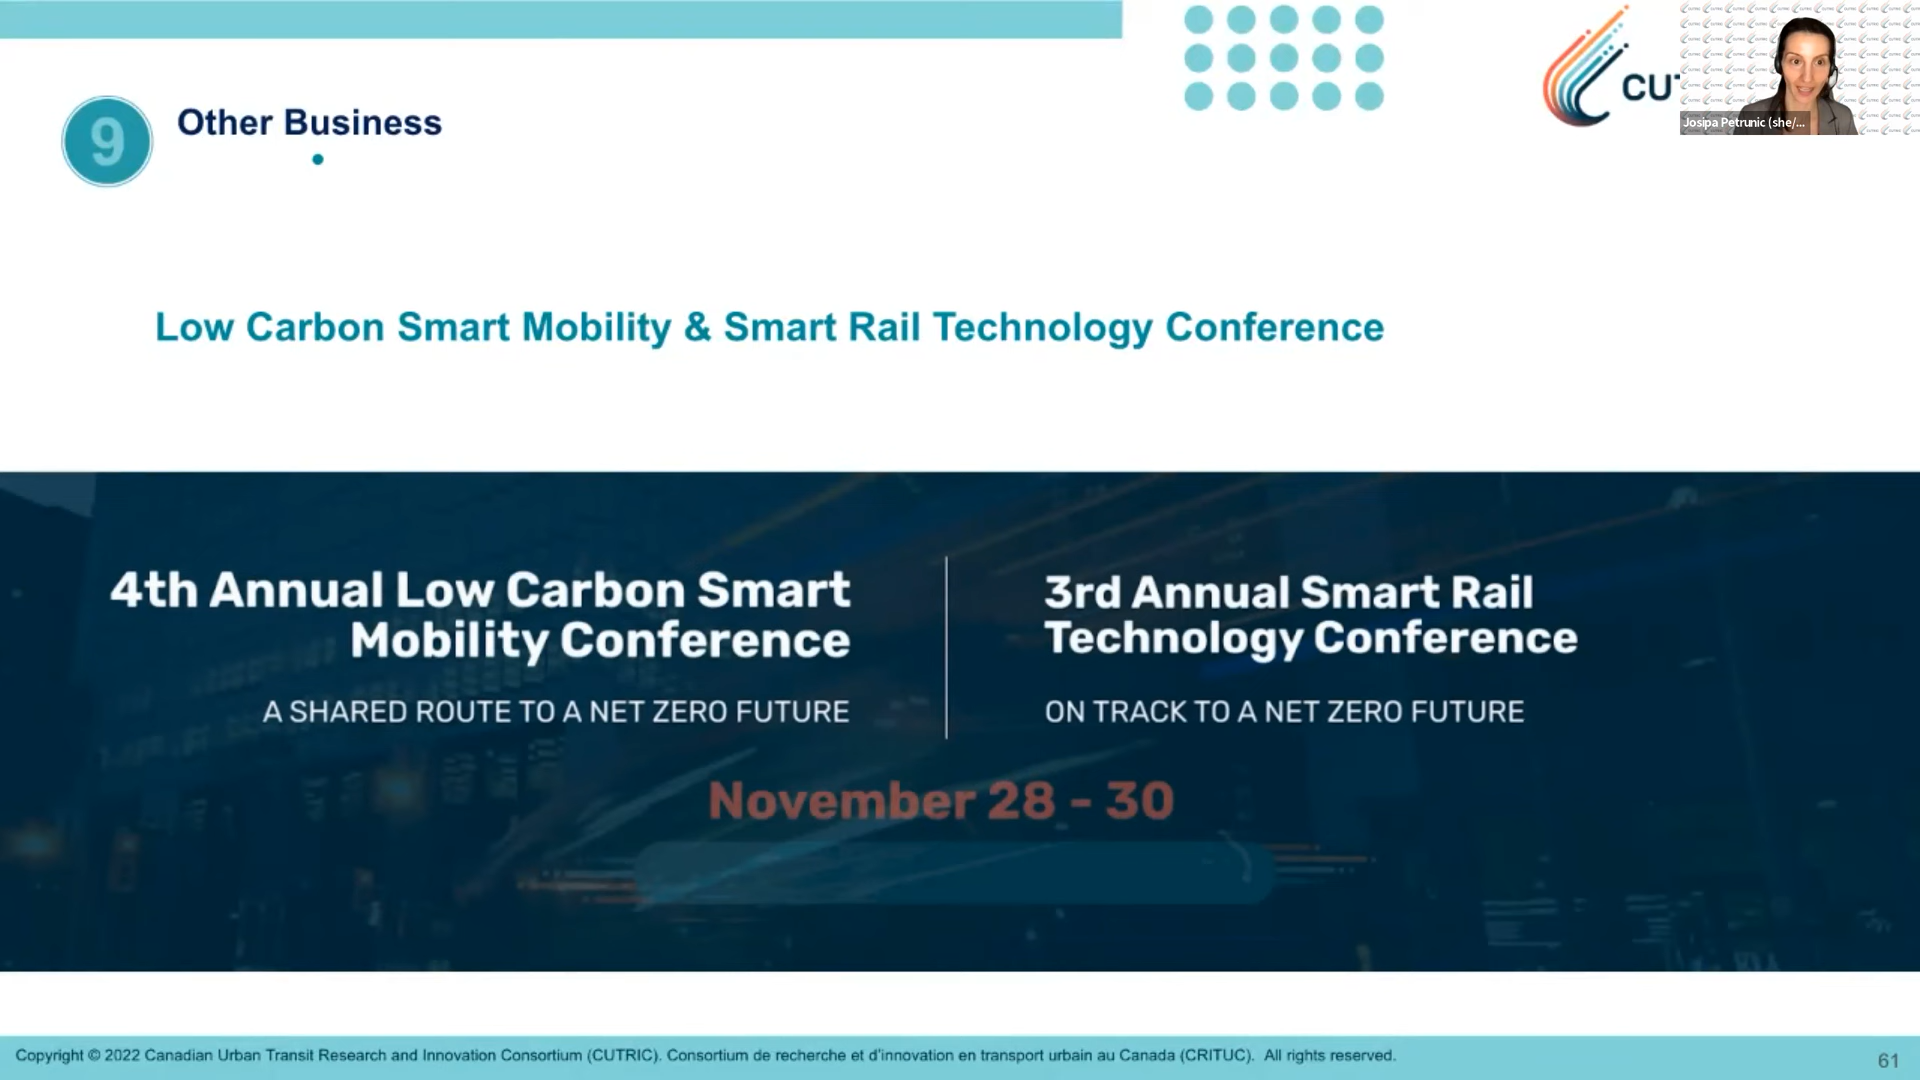 9
Other Business
CUT
Josipa Petrunic (she/...
Low Carbon Smart Mobility & Smart Rail Technology Conference
4th Annual Low Carbon Smart
Mobility Conference
A SHARED ROUTE TO A NET ZERO FUTURE
3rd Annual Smart Rail
Technology Conference
ON TRACK TO A NET ZERO FUTURE
November 28 - 30
Copyright © 2022 Canadian Urban Transit Research and Innovation Consortium (CUTRIC). Consortium de recherche et d'innovation en transport urbain au Canada (CRITUC). All rights reserved.
61